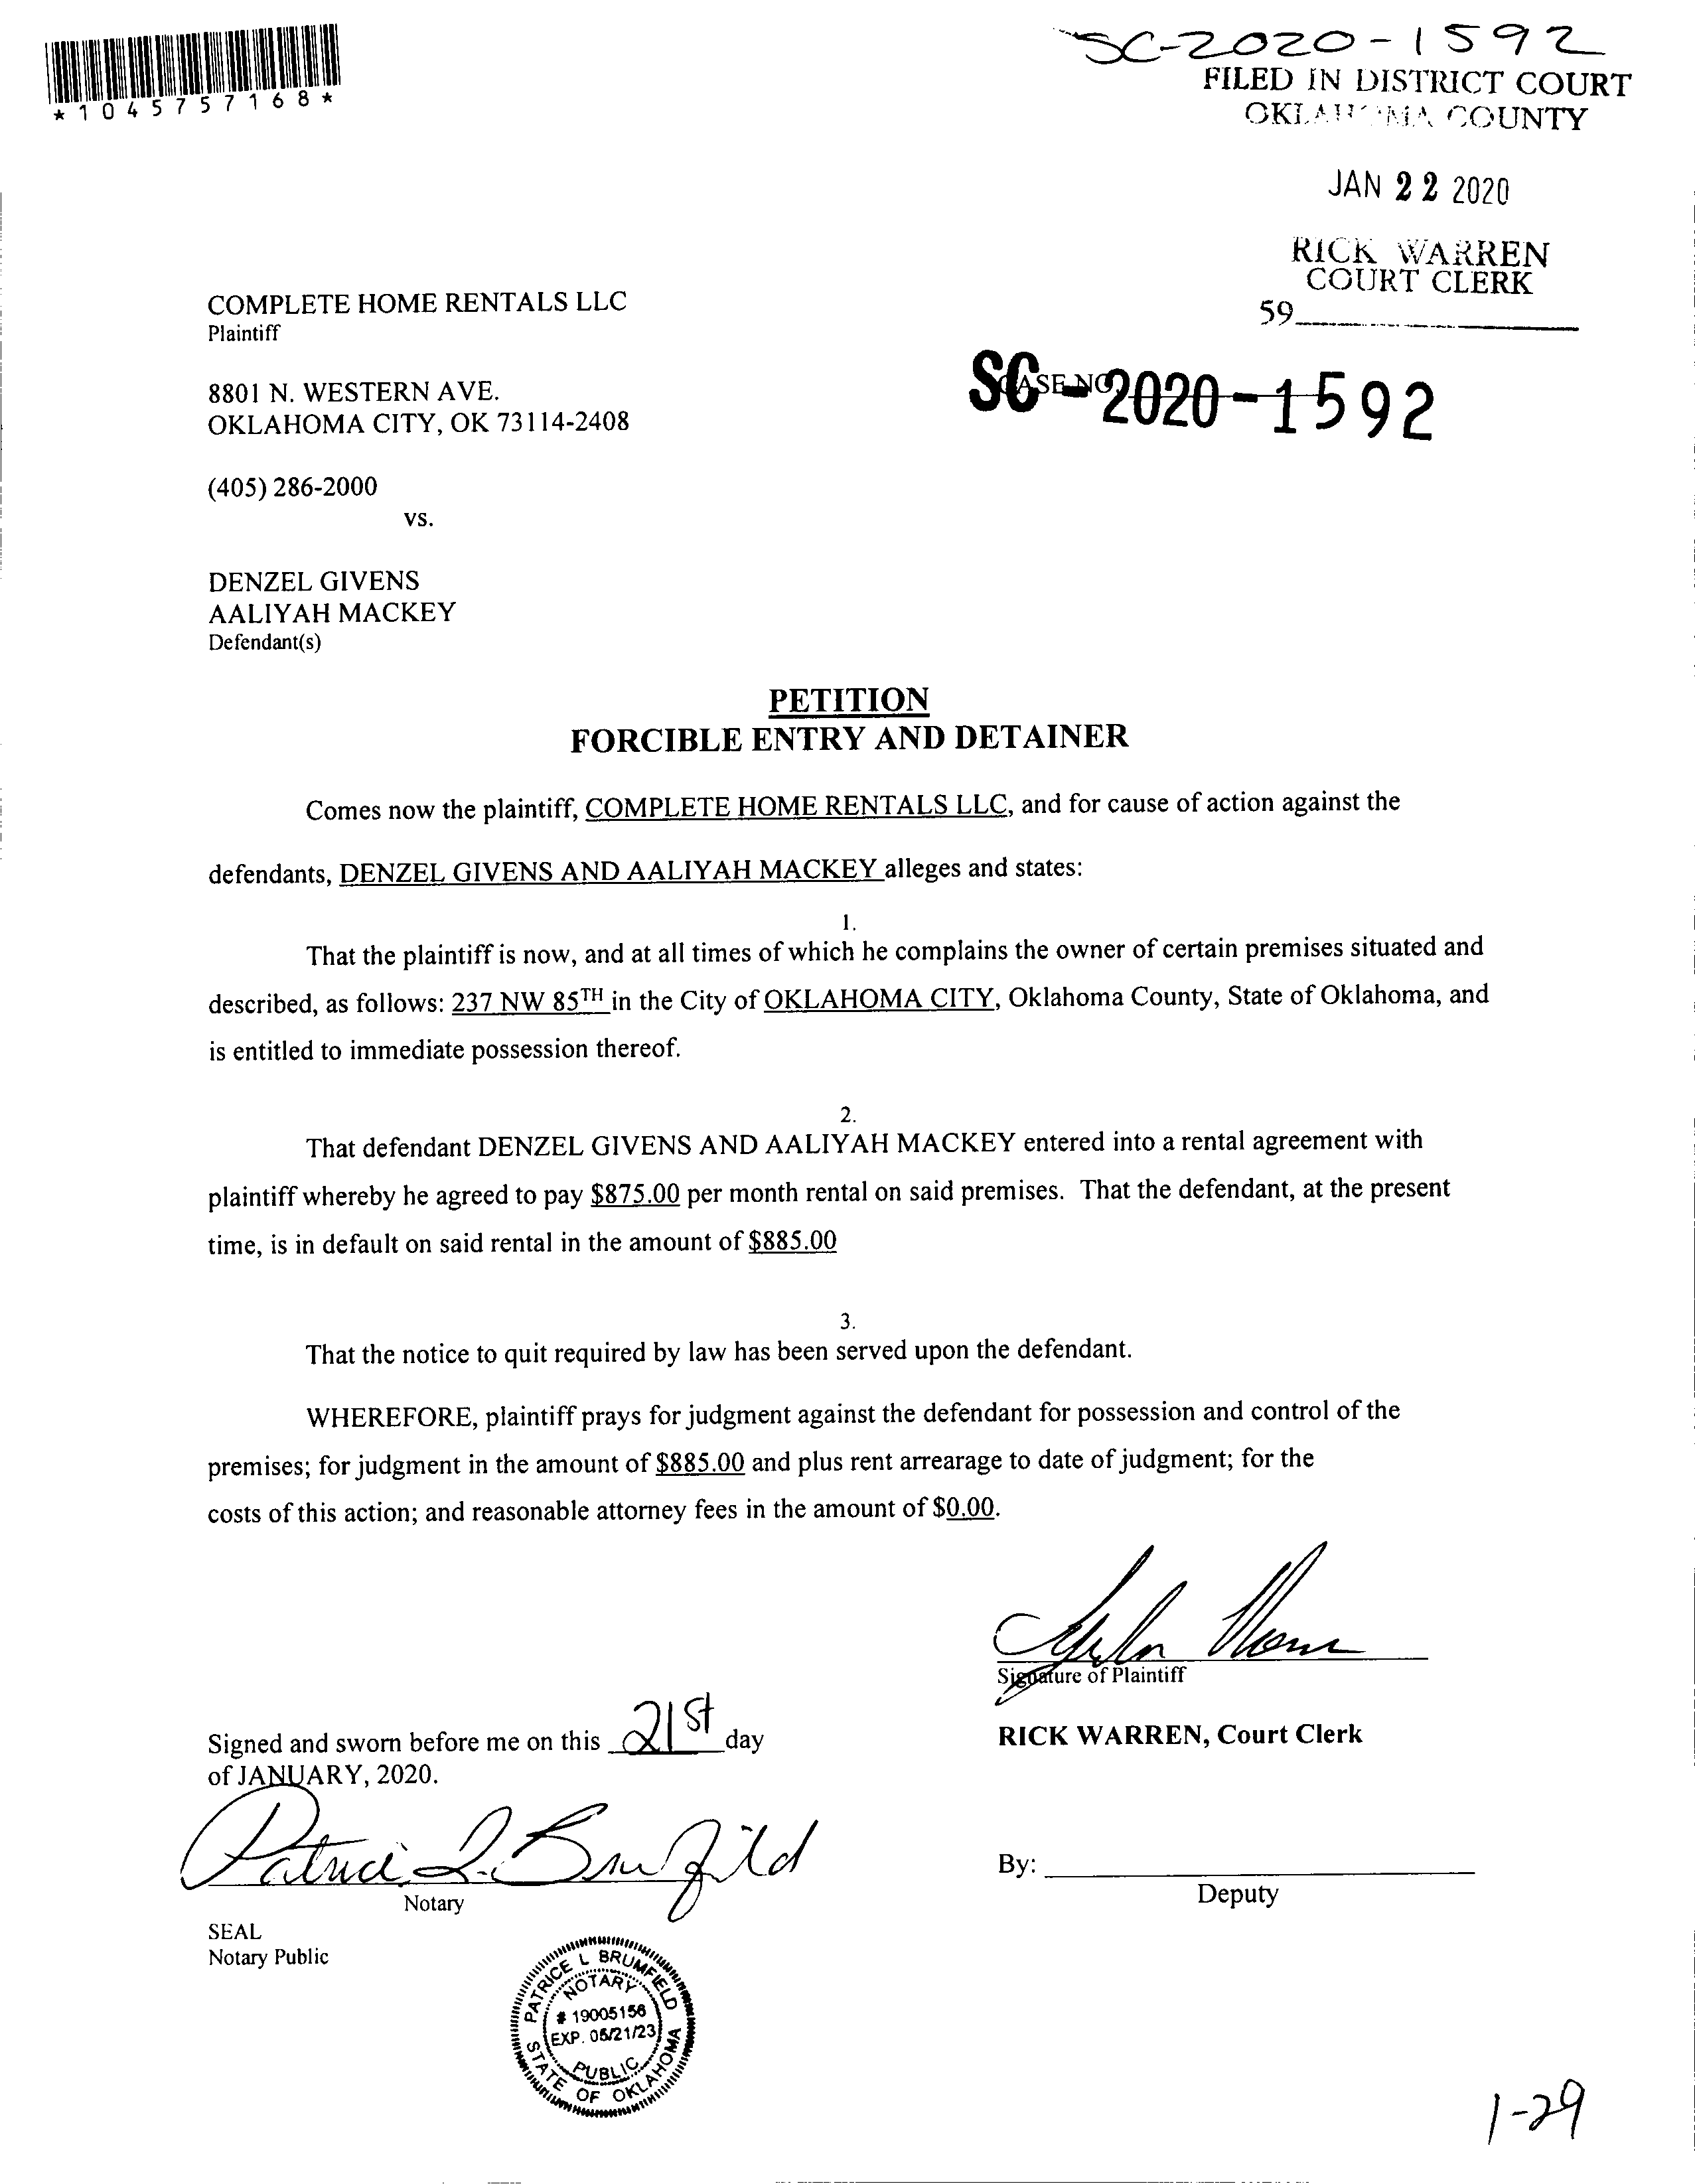 *1045757168*
SC-2020-1592
FILED IN DISTRICT COURT
OKLAHOMA COUNTY
JAN 22 2020
RICK WARREN
COURT CLERK
59
COMPLETE HOME RENTALS LLC
Plaintiff
8801 N. WESTERN AVE.
OKLAHOMA CITY, OK 73114-2408
CASE NO.
SC-2020-1592
(405) 286-2000
vs.
DENZEL GIVENS
AALIYAH MACKEY
Defendant(s)
PETITION
FORCIBLE ENTRY AND DETAINER
Comes now the plaintiff, COMPLETE HOME RENTALS LLC, and for cause of action against the
defendants, DENZEL GIVENS AND AALIYAH MACKEY alleges and states:
1.
That the plaintiff is now, and at all times of which he complains the owner of certain premises situated and
described, as follows: 237 NW 85TH in the City of OKLAHOMA CITY, Oklahoma County, State of Oklahoma, and
is entitled to immediate possession thereof.
2.
That defendant DENZEL GIVENS AND AALIYAH MACKEY entered into a rental agreement with
plaintiff whereby he agreed to pay $875.00 per month rental on said premises. That the defendant, at the present
time, is in default on said rental in the amount of $885.00
3.
That the notice to quit required by law has been served upon the defendant.
WHEREFORE, plaintiff prays for judgment against the defendant for possession and control of the
premises; for judgment in the amount of $885.00 and plus rent arrearage to date of judgment; for the
costs of this action; and reasonable attorney fees in the amount of $0.00.
Signature of Plaintiff
Signed and sworn before me on this 21st day
of JANUARY, 2020.
RICK WARREN, Court Clerk
Patrice L. Brumfield
Notary
By:
Deputy
SEAL
Notary Public
PATRICE L BRUMFIELD
NOTARY
# 19005156
EXP. 05/21/23
PUBLIC
STATE OF OKLAHOMA
1-29